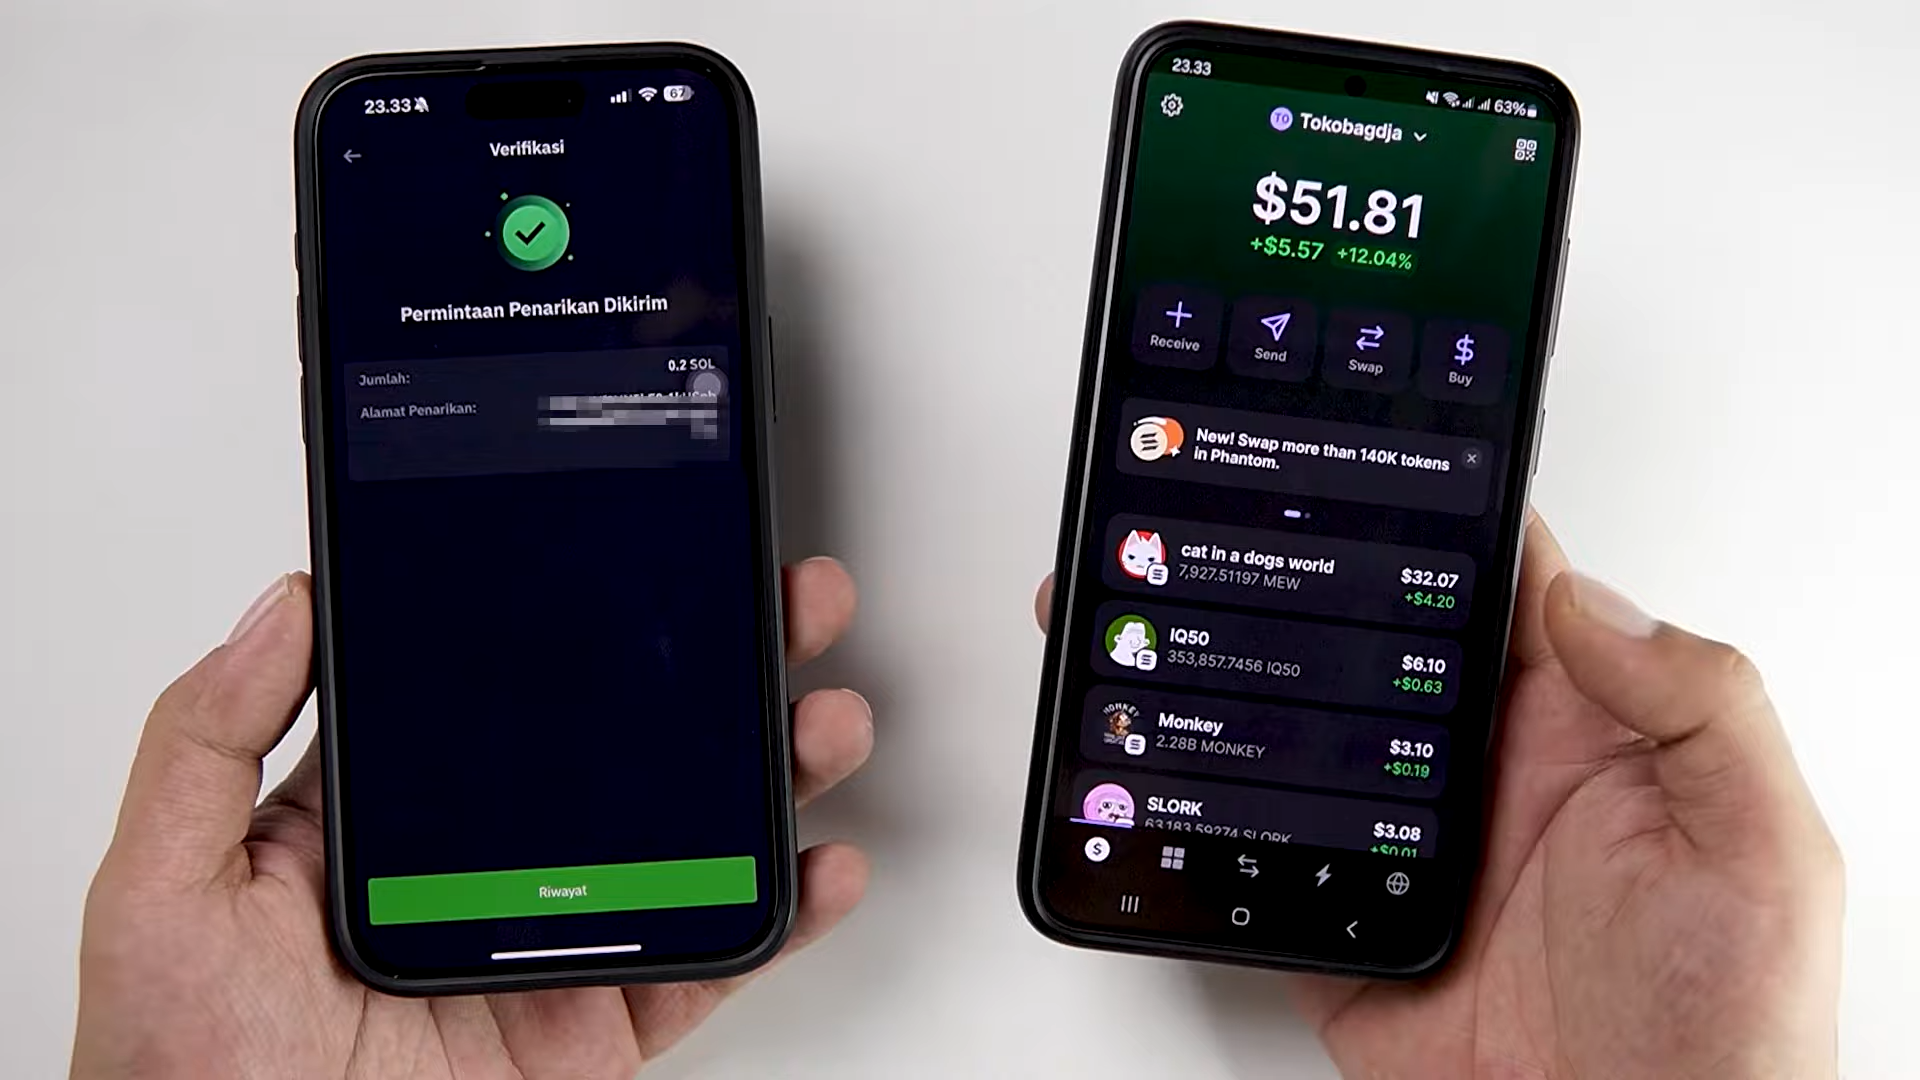 23.33
67
Verifikasi
Permintaan Penarikan Dikirim
Jumlah:
0.2 SOL
Alamat Penarikan:
Riwayat
23.33
63%
TO
Tokobagdja
$51.81
+$5.57 +12.04%
Receive
Send
Swap
Buy
New! Swap more than 140K tokens
in Phantom.
cat in a dogs world
7,927.51197 MEW
$32.07
+$4.20
IQ50
353,857.7456 IQ50
$6.10
+$0.63
MONKEY
Monkey
2.28B MONKEY
$3.10
+$0.19
SLORK
63,183.59274 SLORK
$3.08
+$0.01